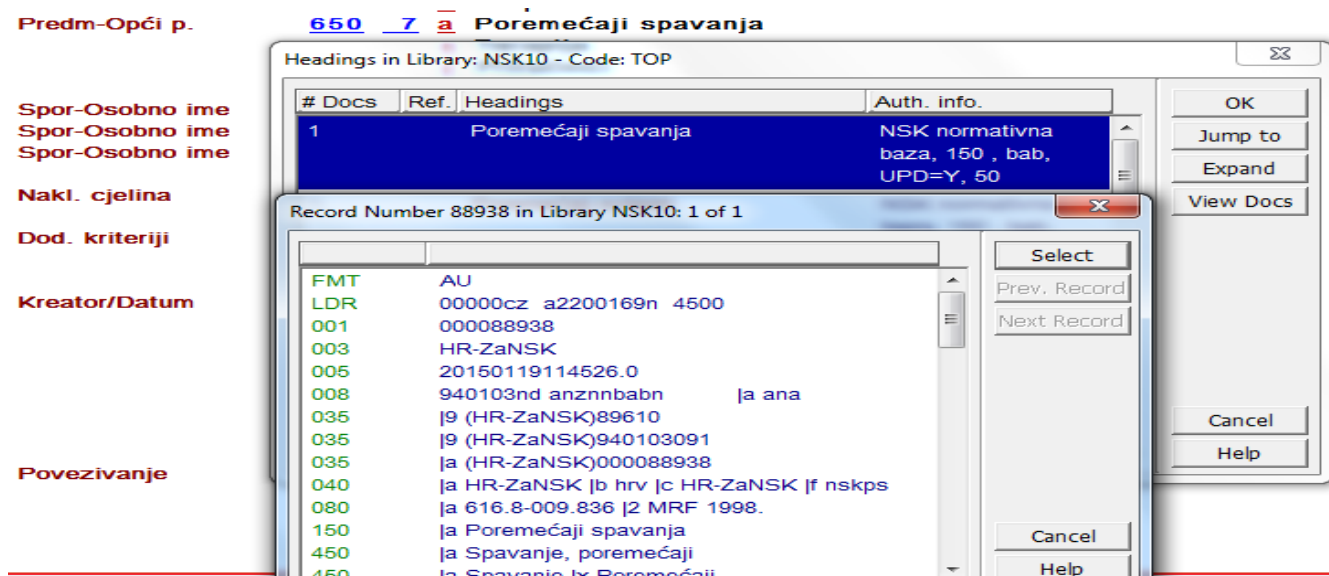 Predm-Opći p. 650 _7 a Poremećaji spavanja
Headings in Library: NSK10 - Code: TOP
# Docs Ref. Headings Auth. info.
1 Poremećaji spavanja NSK normativna
baza, 150 , bab,
UPD=Y, 50
OK
Jump to
Expand
View Docs
Cancel
Help
Spor-Osobno ime
Spor-Osobno ime
Spor-Osobno ime
Nakl. cjelina
Dod. kriteriji
Kreator/Datum
Povezivanje
Record Number 88938 in Library NSK10: 1 of 1
FMT AU
LDR 00000cz a2200169n 4500
001 000088938
003 HR-ZaNSK
005 20150119114526.0
008 940103nd anznnbabn |a ana
035 |9 (HR-ZaNSK)89610
035 |9 (HR-ZaNSK)940103091
035 |a (HR-ZaNSK)000088938
040 |a HR-ZaNSK |b hrv |c HR-ZaNSK |f nskps
080 |a 616.8-009.836 |2 MRF 1998.
150 |a Poremećaji spavanja
450 |a Spavanje, poremećaji
450 |a Spavanje |x Poremećaji
Select
Prev. Record
Next Record
Cancel
Help